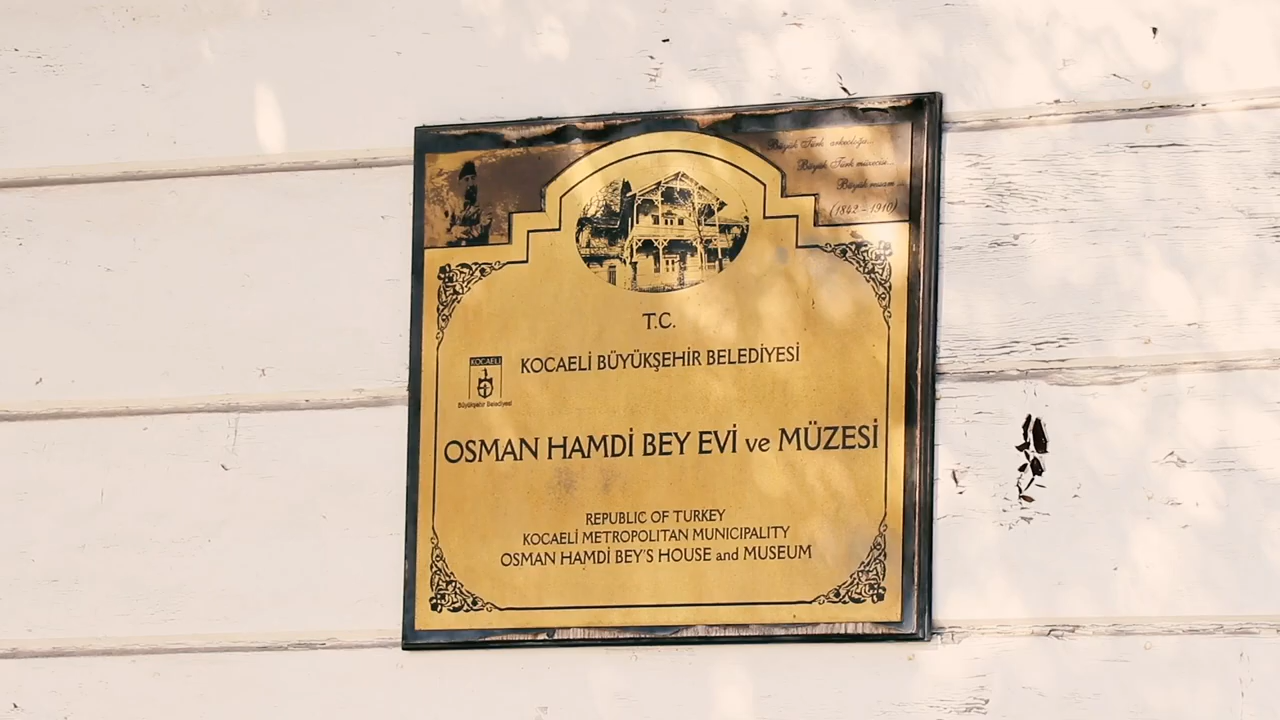 Büyük Türk arkeoloğu...
Büyük Türk müzecisi...
Büyük ressam...
(1842 - 1910)
T.C.
KOCAELİ BÜYÜKŞEHİR BELEDİYESİ
KOCAELİ
Büyükşehir Belediyesi
OSMAN HAMDİ BEY EVİ ve MÜZESİ
REPUBLIC OF TURKEY
KOCAELİ METROPOLITAN MUNICIPALITY
OSMAN HAMDİ BEY'S HOUSE and MUSEUM